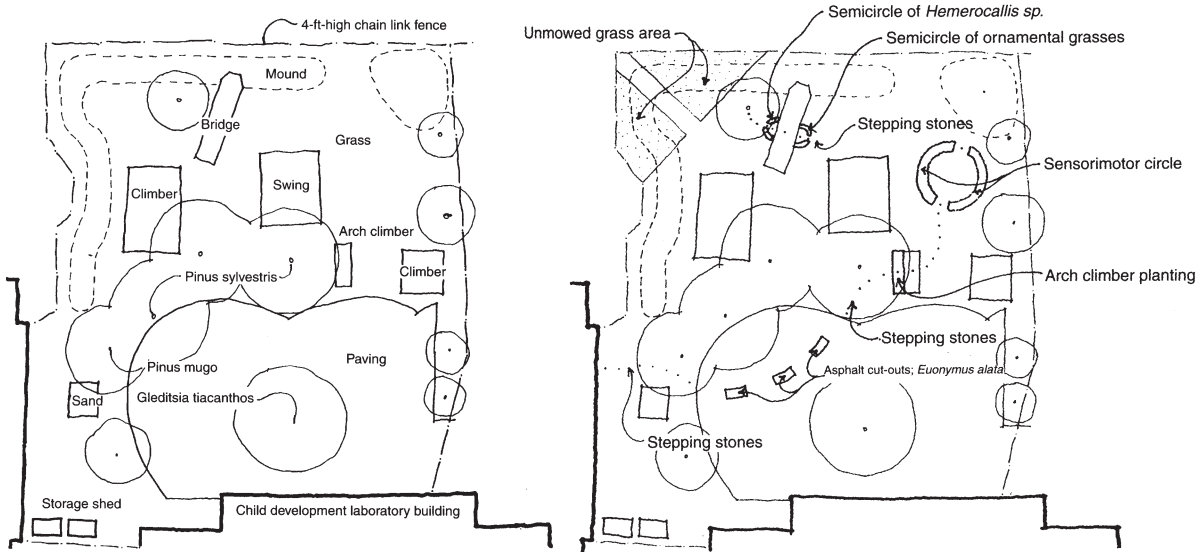 4-ft-high chain link fence
Mound
Bridge
Grass
Climber
Swing
Arch climber
Climber
Pinus sylvestris
Pinus mugo
Paving
Sand
Gleditsia tiacanthos
Storage shed
Child development laboratory building
Semicircle of Hemerocallis sp.
Unmowed grass area
Semicircle of ornamental grasses
Stepping stones
Sensorimotor circle
Arch climber planting
Stepping stones
Asphalt cut-outs; Euonymus alata
Stepping stones